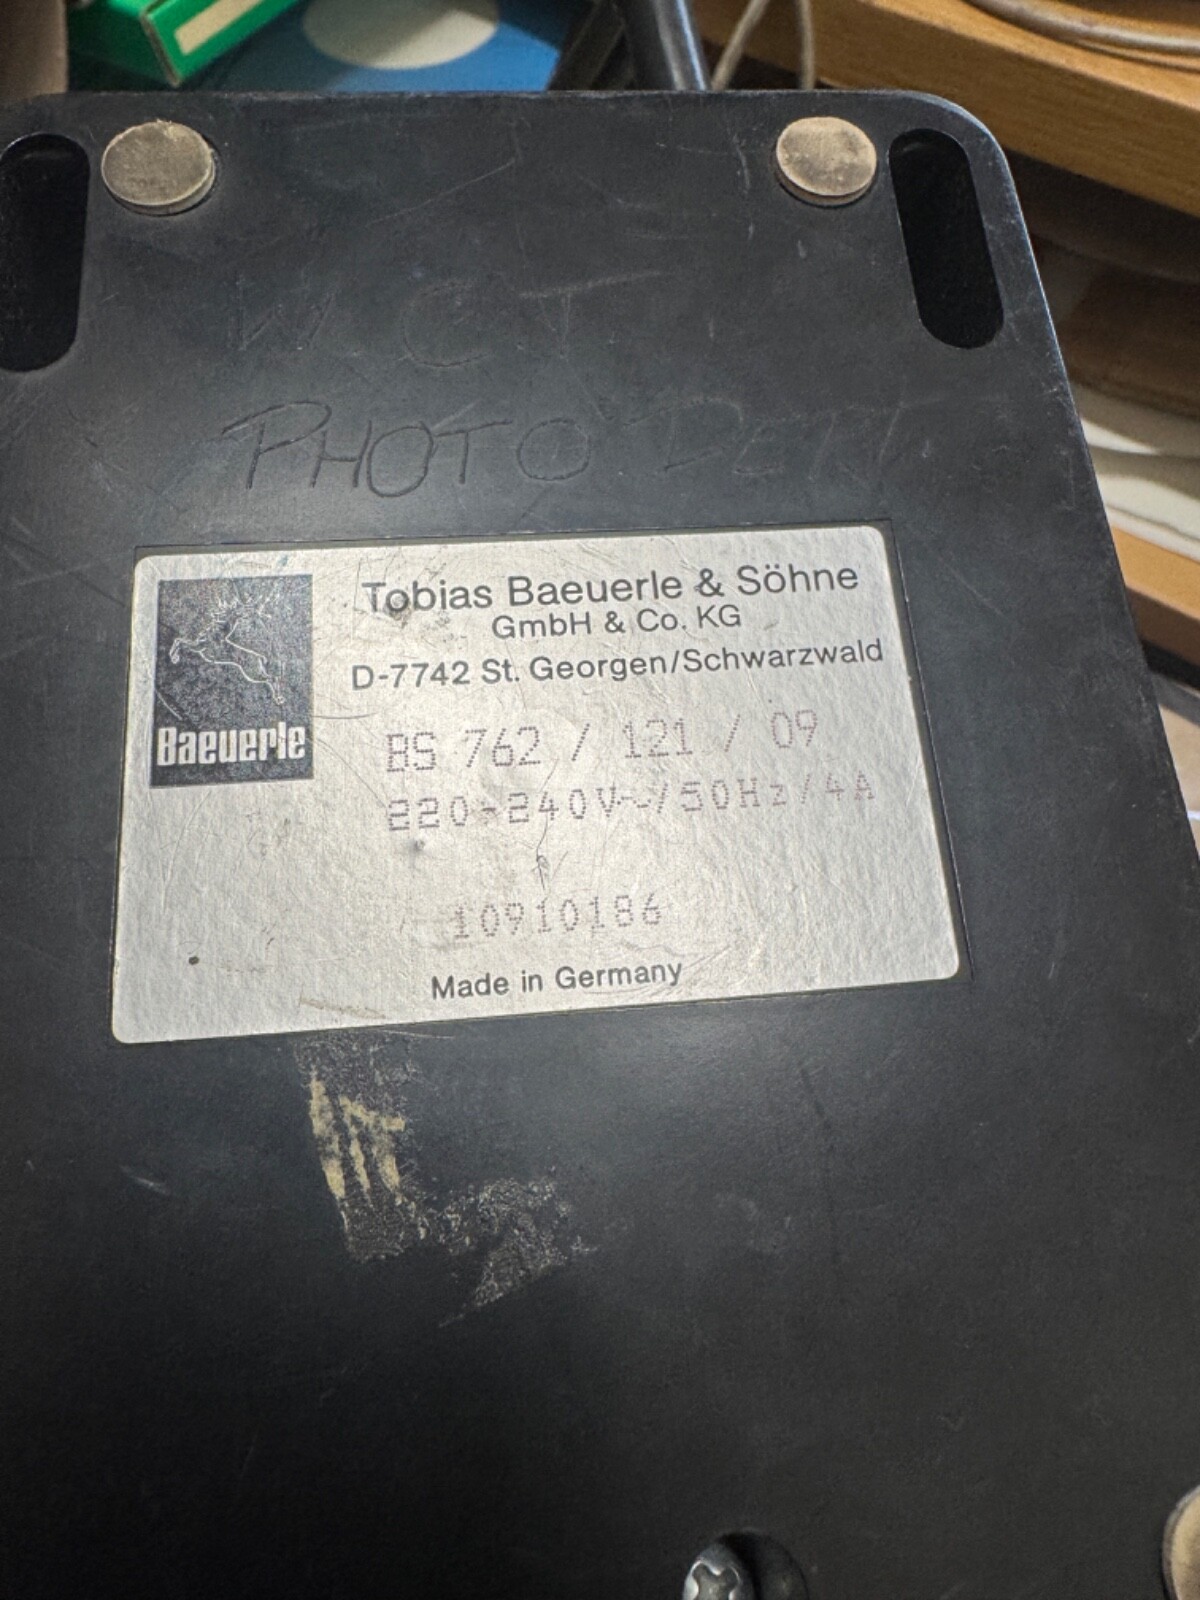 W C T
PHOTO
Tobias Baeuerle & Söhne
GmbH & Co. KG
D-7742 St. Georgen/Schwarzwald
Baeuerle
BS 762 / 121 / 09
220-240V~/50Hz/4A
10910186
Made in Germany